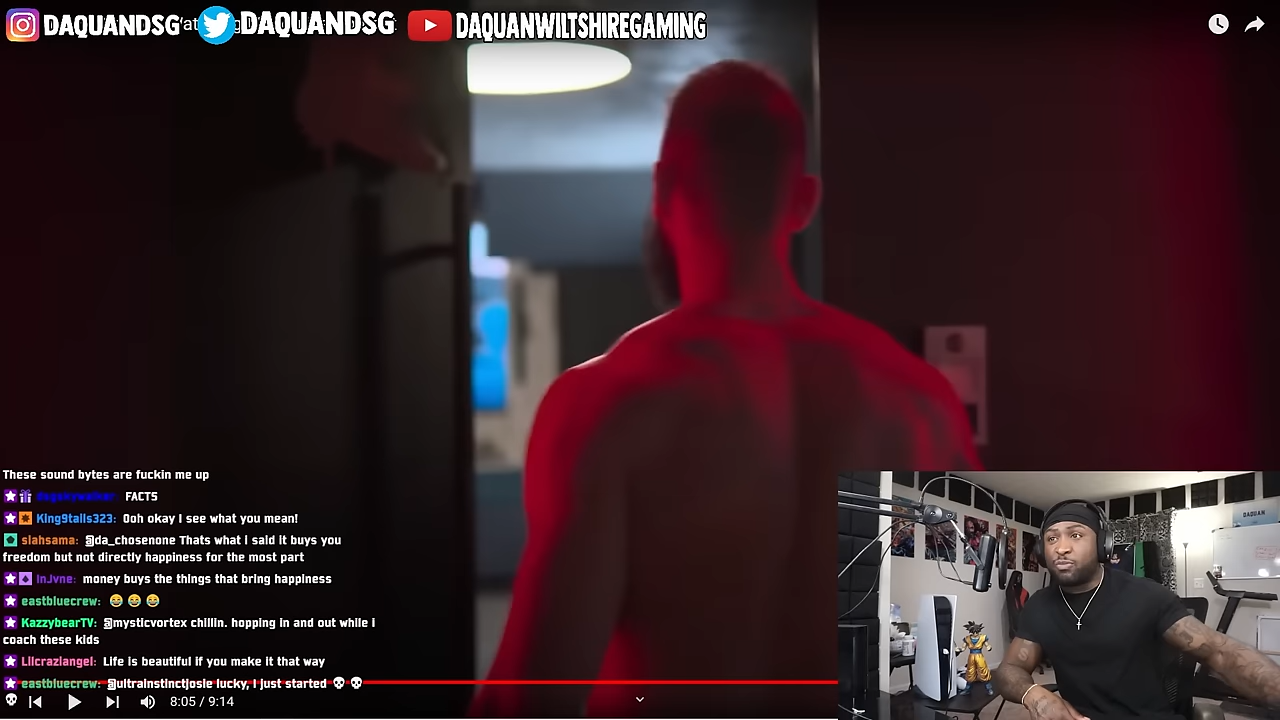 DAQUANDSG DAQUANDSG DAQUANWILTSHIREGAMING
These sound bytes are fuckin me up
FACTS
King9tails323: Ooh okay I see what you mean!
slahsama: @da_chosenone Thats what I said it buys you
freedom but not directly happiness for the most part
InJvne: money buys the things that bring happiness
eastbluecrew: 😂 😂 😂
KazzybearTV: @mysticvortex chillin. hopping in and out while I
coach these kids
Lilcraziangel: Life is beautiful if you make it that way
eastbluecrew: @ultrainstinctjosie lucky, I just started 💀 💀
💀
8:05 / 9:14
DAQUAN